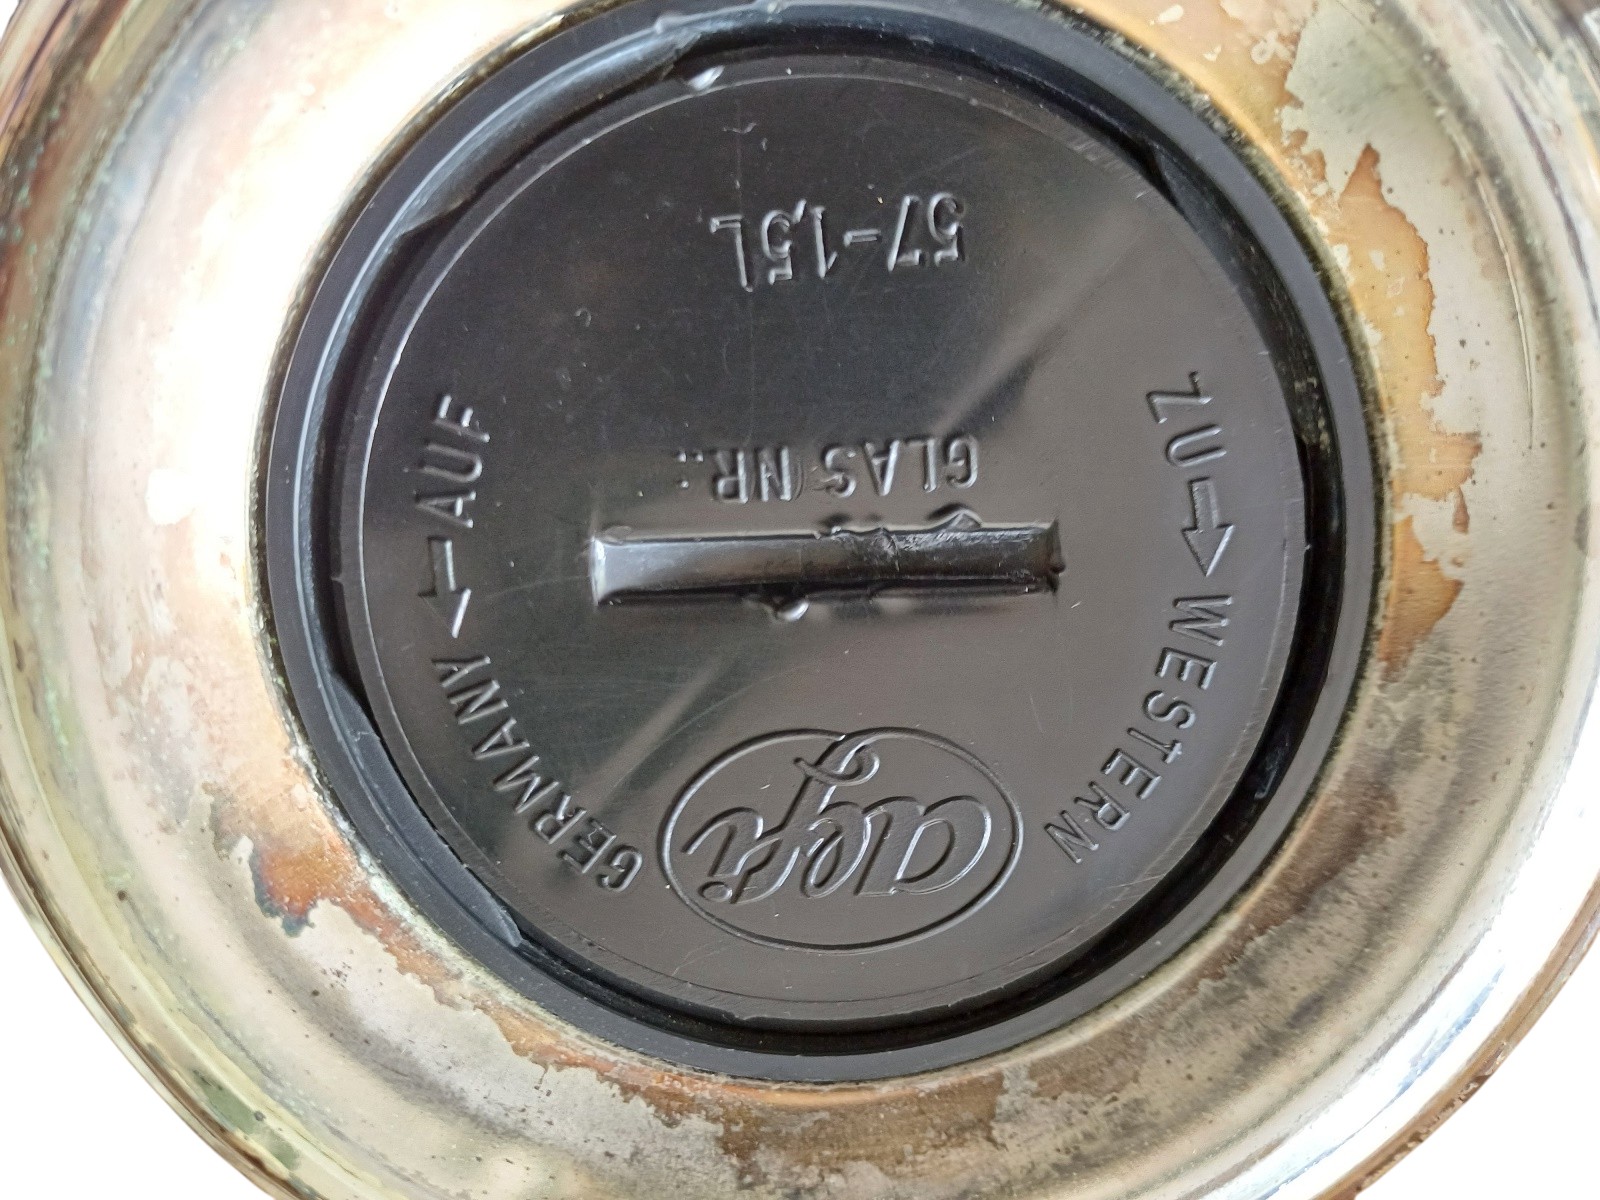 alfi
WESTERN GERMANY
ZU
AUF
GLAS NR.:
57-1,5L